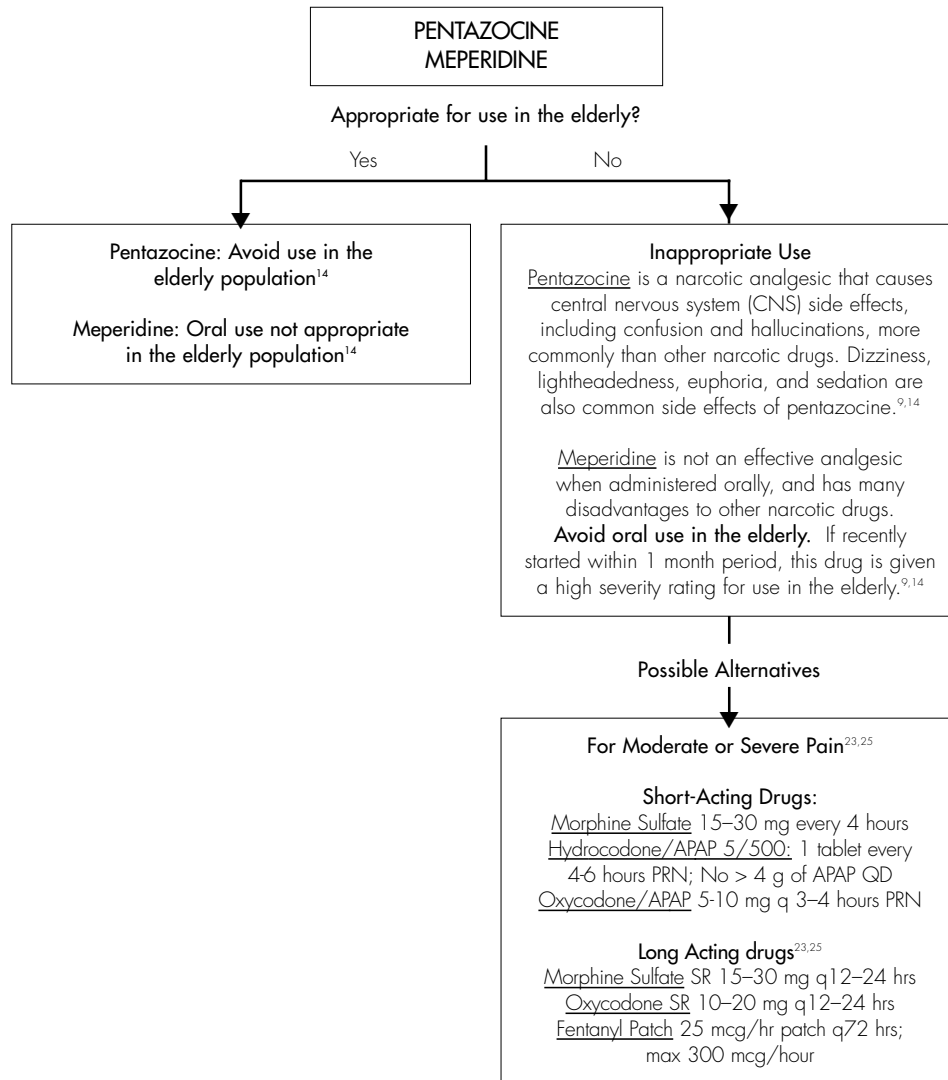 PENTAZOCINE
MEPERIDINE
Appropriate for use in the elderly?
Yes
No
Pentazocine: Avoid use in the
elderly population¹⁴
Meperidine: Oral use not appropriate
in the elderly population¹⁴
Inappropriate Use
Pentazocine is a narcotic analgesic that causes
central nervous system (CNS) side effects,
including confusion and hallucinations, more
commonly than other narcotic drugs. Dizziness,
lightheadedness, euphoria, and sedation are
also common side effects of pentazocine.⁹,¹⁴
Meperidine is not an effective analgesic
when administered orally, and has many
disadvantages to other narcotic drugs.
Avoid oral use in the elderly. If recently
started within 1 month period, this drug is given
a high severity rating for use in the elderly.⁹,¹⁴
Possible Alternatives
For Moderate or Severe Pain²³,²⁵
Short-Acting Drugs:
Morphine Sulfate 15–30 mg every 4 hours
Hydrocodone/APAP 5/500: 1 tablet every
4-6 hours PRN; No > 4 g of APAP QD
Oxycodone/APAP 5-10 mg q 3–4 hours PRN
Long Acting drugs²³,²⁵
Morphine Sulfate SR 15–30 mg q12–24 hrs
Oxycodone SR 10–20 mg q12–24 hrs
Fentanyl Patch 25 mcg/hr patch q72 hrs;
max 300 mcg/hour